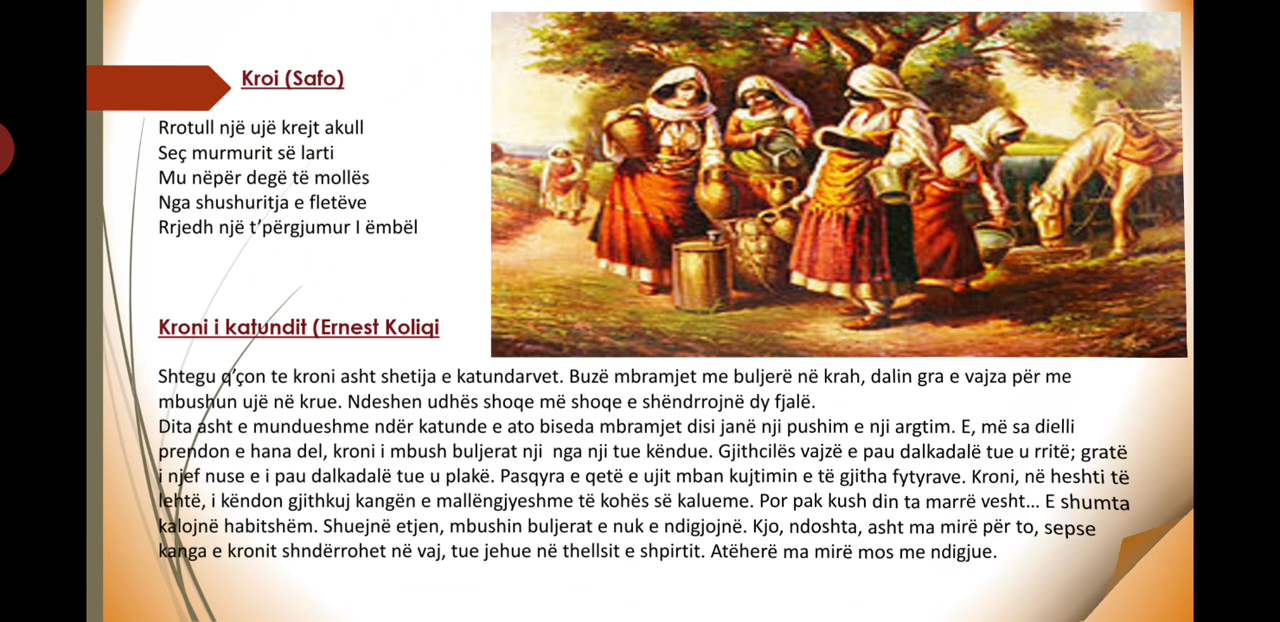 Kroi (Safo)
Rrotull një ujë krejt akull
Seç murmurit së larti
Mu nëpër degë të mollës
Nga shushuritja e fletëve
Rrjedh një t’përgjumur I ëmbël
Kroni i katundit (Ernest Koliqi
Shtegu q’çon te kroni asht shetija e katundarvet. Buzë mbramjet me buljerë në krah, dalin gra e vajza për me
mbushun ujë në krue. Ndeshen udhës shoqe më shoqe e shëndrrojnë dy fjalë.
Dita asht e mundueshme ndër katunde e ato biseda mbramjet disi janë nji pushim e nji argtim. E, më sa dielli
prendon e hana del, kroni i mbush buljerat nji nga nji tue këndue. Gjithcilës vajzë e pau dalkadalë tue u rritë; gratë
i njef nuse e i pau dalkadalë tue u plakë. Pasqyra e qetë e ujit mban kujtimin e të gjitha fytyrave. Kroni, në heshti të
lehtë, i këndon gjithkuj kangën e mallëngjyeshme të kohës së kalueme. Por pak kush din ta marrë vesht... E shumta
kalojnë habitshëm. Shuejnë etjen, mbushin buljerat e nuk e ndigjojnë. Kjo, ndoshta, asht ma mirë për to, sepse
kanga e kronit shndërrohet në vaj, tue jehue në thellsit e shpirtit. Atëherë ma mirë mos me ndigjue.